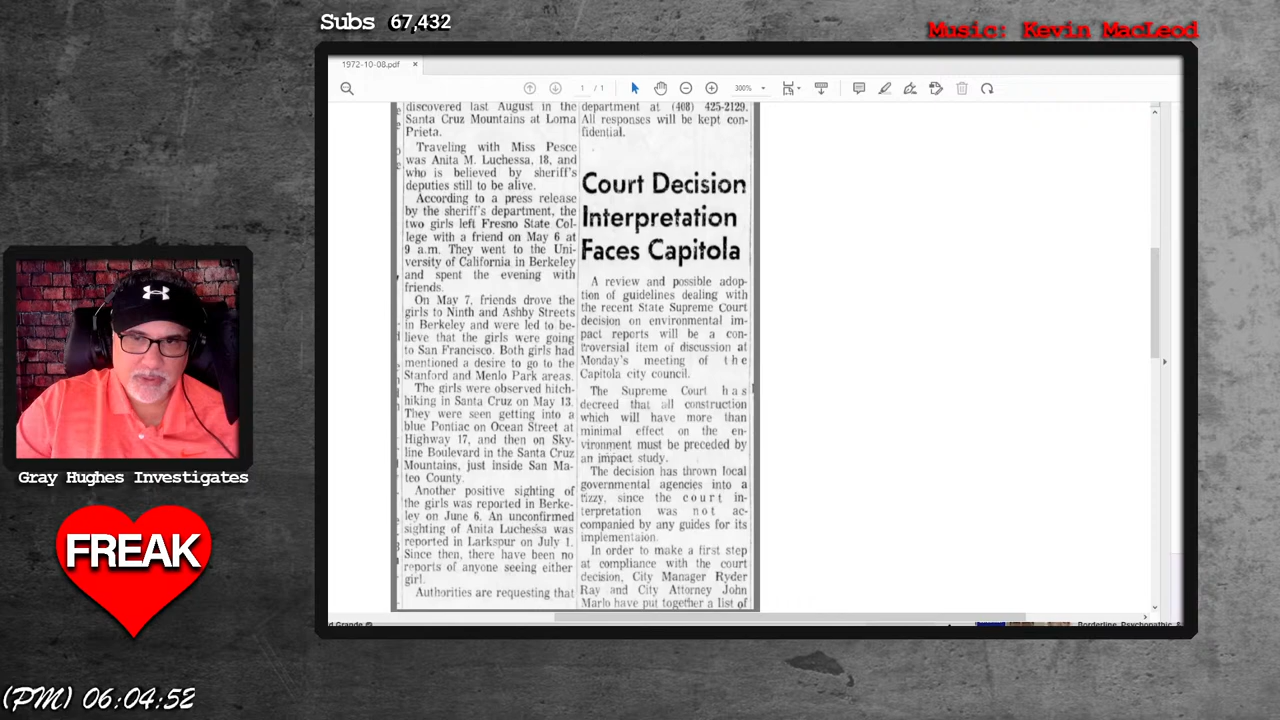 Subs 67,432
Music: Kevin MacLeod
1972-10-08.pdf
1 / 1
300%
discovered last August in the
Santa Cruz Mountains at Loma
Prieta.
Traveling with Miss Pesce
was Anita M. Luchessa, 18, and
who is believed by sheriff's
deputies still to be alive.
According to a press release
by the sheriff's department, the
two girls left Fresno State Col-
lege with a friend on May 6 at
9 a.m. They went to the Uni-
versity of California in Berkeley
and spent the evening with
friends.
On May 7, friends drove the
girls to Ninth and Ashby Streets
in Berkeley and were led to be-
lieve that the girls were going
to San Francisco. Both girls had
mentioned a desire to go to the
Stanford and Menlo Park areas.
The girls were observed hitch-
hiking in Santa Cruz on May 13.
They were seen getting into a
blue Pontiac on Ocean Street at
Highway 17, and then on Sky-
line Boulevard in the Santa Cruz
Mountains, just inside San Ma-
teo County.
Another positive sighting of
the girls was reported in Berke-
ley on June 6. An unconfirmed
sighting of Anita Luchessa was
reported in Larkspur on July 1.
Since then, there have been no
reports of anyone seeing either
girl.
Authorities are requesting that
department at (408) 425-2129.
All responses will be kept con-
fidential.
Court Decision
Interpretation
Faces Capitola
A review and possible adop-
tion of guidelines dealing with
the recent State Supreme Court
decision on environmental im-
pact reports will be a con-
troversial item of discussion at
Monday's meeting of the
Capitola city council.
The Supreme Court has
decreed that all construction
which will have more than
minimal effect on the en-
vironment must be preceded by
an impact study.
The decision has thrown local
governmental agencies into a
tizzy, since the court in-
terpretation was not ac-
companied by any guides for its
implementaion.
In order to make a first step
at compliance with the court
decision, City Manager Ryder
Ray and City Attorney John
Marlo have put together a list of
d Grande
Borderline, Psychopathic &
Gray Hughes Investigates
FREAK
(PM) 06:04:52